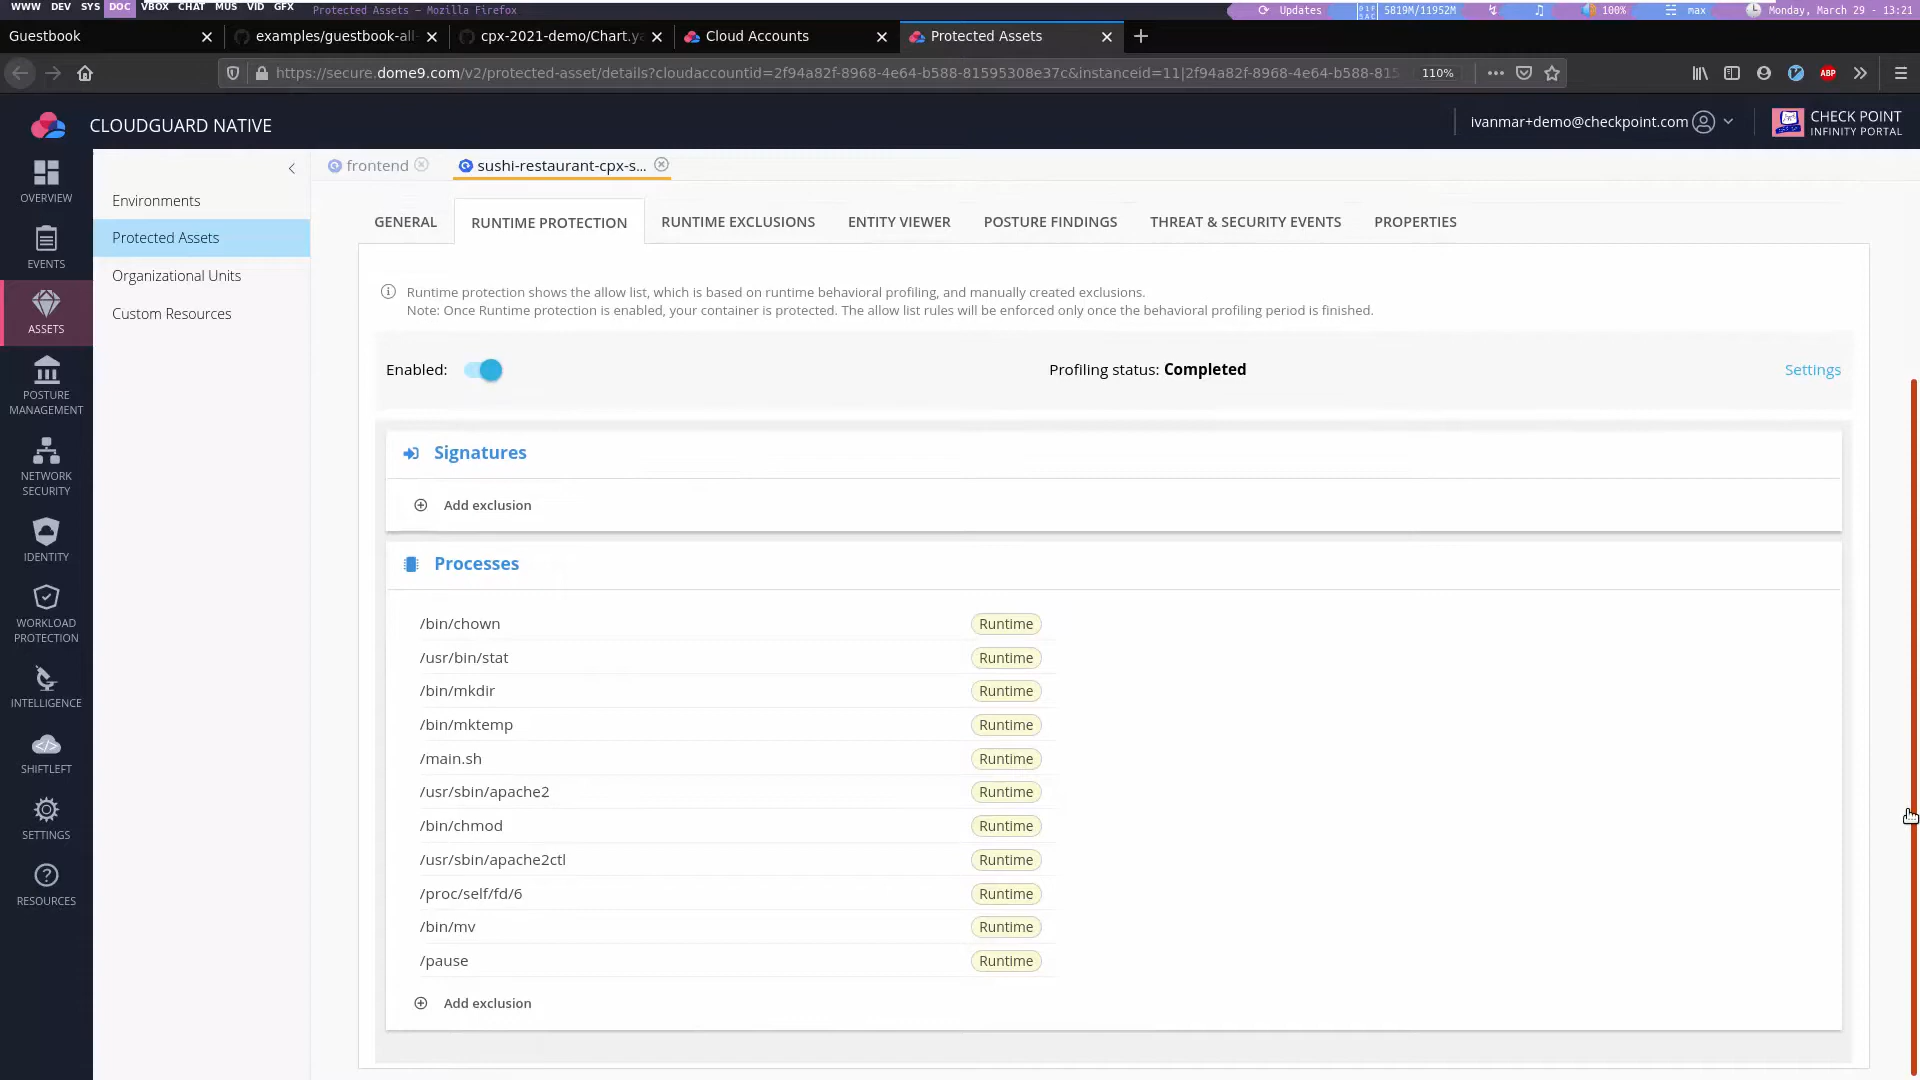 WWW DEV SYS DOC VBOX CHAT MUS VID GFX Protected Assets - Mozilla Firefox Updates 5819M/11952M 100% max Monday, March 29 - 13:21
Guestbook examples/guestbook-all- cpx-2021-demo/Chart.ya Cloud Accounts Protected Assets
https://secure.dome9.com/v2/protected-asset/details?cloudaccountid=2f94a82f-8968-4e64-b588-81595308e37c&instanceid=11|2f94a82f-8968-4e64-b588-815 110% ABP
CLOUDGUARD NATIVE ivanmar+demo@checkpoint.com CHECK POINT
INFINITY PORTAL
frontend sushi-restaurant-cpx-s...
OVERVIEW
EVENTS
ASSETS
POSTURE
MANAGEMENT
NETWORK
SECURITY
IDENTITY
WORKLOAD
PROTECTION
INTELLIGENCE
SHIFTLEFT
SETTINGS
RESOURCES
Environments
Protected Assets
Organizational Units
Custom Resources
GENERAL RUNTIME PROTECTION RUNTIME EXCLUSIONS ENTITY VIEWER POSTURE FINDINGS THREAT & SECURITY EVENTS PROPERTIES
Runtime protection shows the allow list, which is based on runtime behavioral profiling, and manually created exclusions.
Note: Once Runtime protection is enabled, your container is protected. The allow list rules will be enforced only once the behavioral profiling period is finished.
Enabled: Profiling status: Completed Settings
Signatures
Add exclusion
Processes
/bin/chown Runtime
/usr/bin/stat Runtime
/bin/mkdir Runtime
/bin/mktemp Runtime
/main.sh Runtime
/usr/sbin/apache2 Runtime
/bin/chmod Runtime
/usr/sbin/apache2ctl Runtime
/proc/self/fd/6 Runtime
/bin/mv Runtime
/pause Runtime
Add exclusion